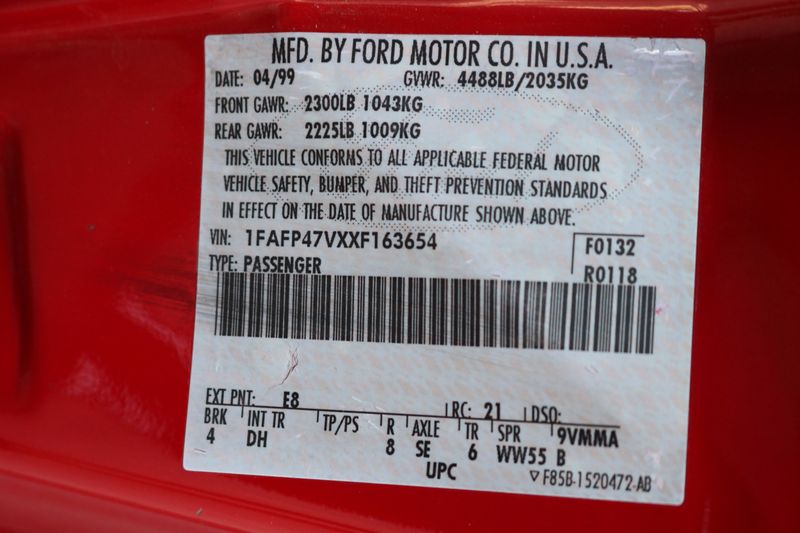 MFD. BY FORD MOTOR CO. IN U.S.A.
DATE: 04/99 GVWR: 4488LB/2035KG
FRONT GAWR: 2300LB 1043KG
REAR GAWR: 2225LB 1009KG
THIS VEHICLE CONFORMS TO ALL APPLICABLE FEDERAL MOTOR
VEHICLE SAFETY, BUMPER, AND THEFT PREVENTION STANDARDS
IN EFFECT ON THE DATE OF MANUFACTURE SHOWN ABOVE.
VIN: 1FAFP47VXXF163654 F0132
TYPE: PASSENGER R0118
EXT PNT: E8 RC: 21 DSO:
BRK INT TR TP/PS R AXLE TR SPR 9VMMA
4 DH 8 SE 6 WW55 B
UPC ▽F85B-1520472-AB